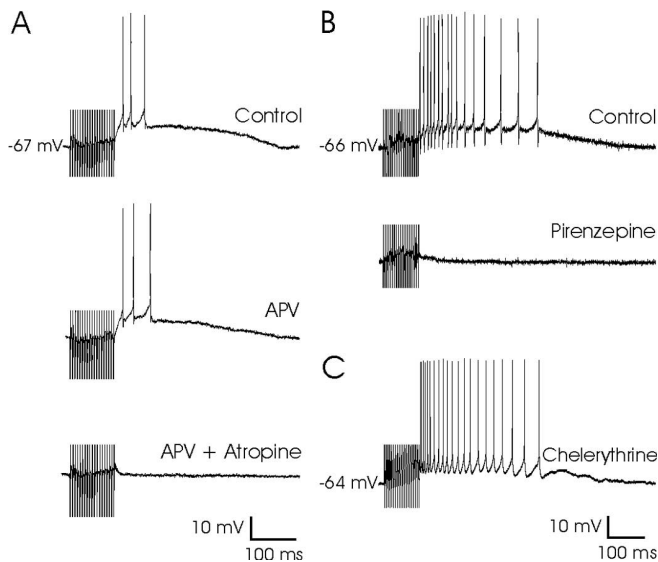 A
Control
-67 mV
APV
APV + Atropine
10 mV
100 ms
B
Control
-66 mV
Pirenzepine
C
Chelerythrine
-64 mV
10 mV
100 ms